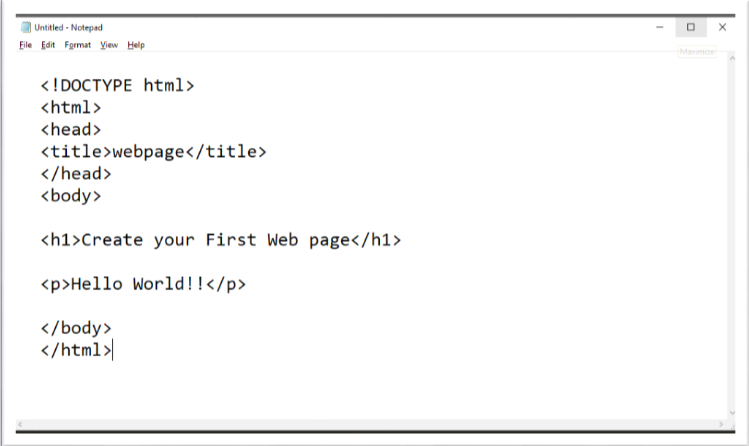 Untitled - Notepad
File Edit Format View Help
Maximize
<!DOCTYPE html>
<html>
<head>
<title>webpage</title>
</head>
<body>
<h1>Create your First Web page</h1>
<p>Hello World!!</p>
</body>
</html>